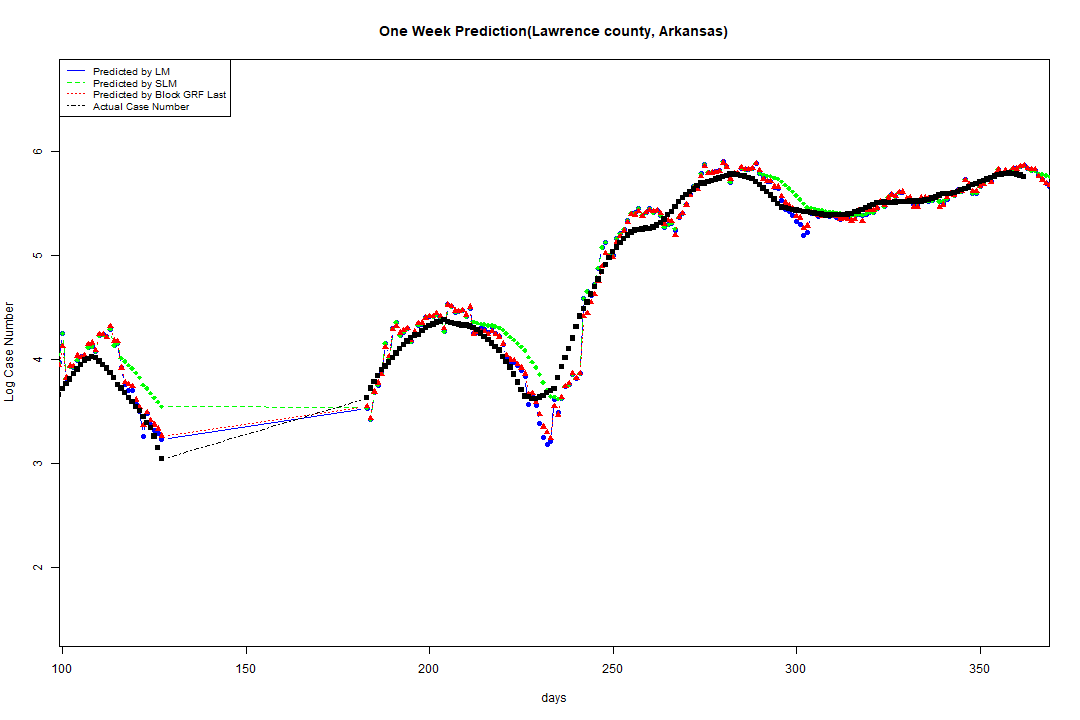 One Week Prediction(Lawrence county, Arkansas)
Predicted by LM
Predicted by SLM
Predicted by Block GRF Last
Actual Case Number
6
5
4
3
2
Log Case Number
100 150 200 250 300 350
days